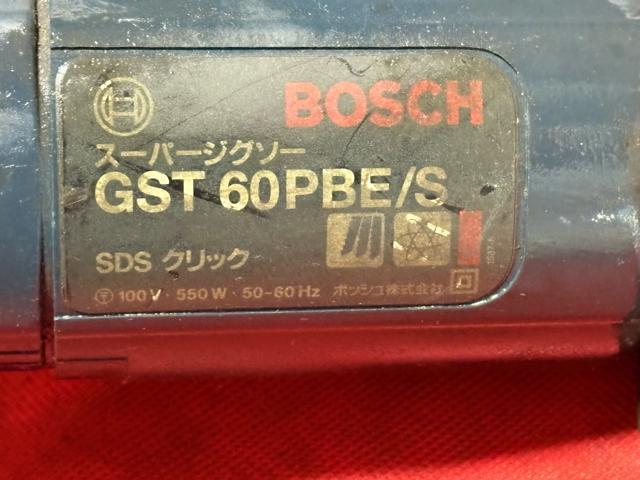 BOSCH
スーパージグソー
GST 60PBE/S
SDS クリック
100V・550W・50-60Hz ボッシュ株式会社